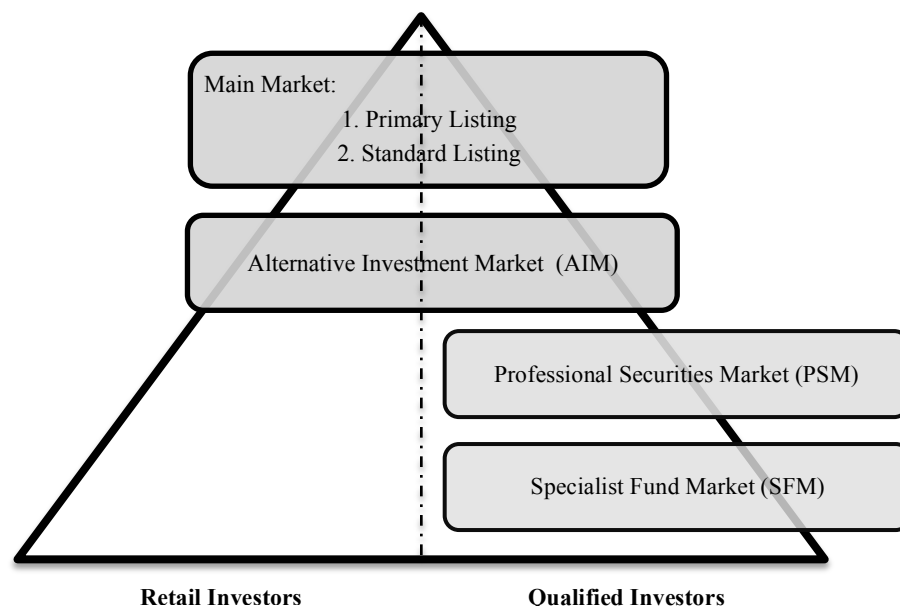 Main Market:
1. Primary Listing
2. Standard Listing
Alternative Investment Market (AIM)
Professional Securities Market (PSM)
Specialist Fund Market (SFM)
Retail Investors
Qualified Investors